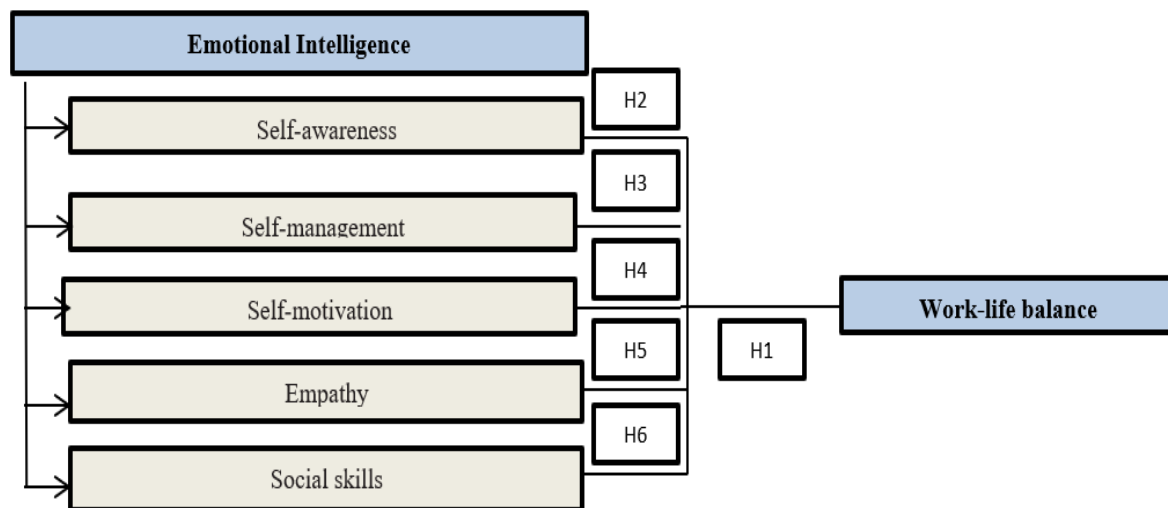 Emotional Intelligence
H2
Self-awareness
H3
Self-management
H4
Self-motivation
Work-life balance
H5
H1
Empathy
H6
Social skills